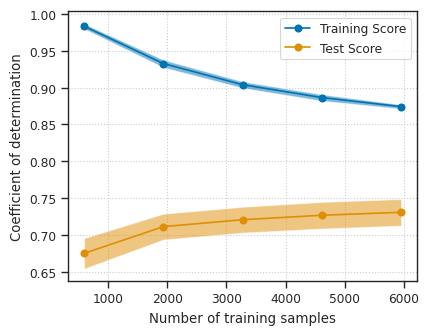 1.00
0.95
0.90
0.85
0.80
0.75
0.70
0.65
Coefficient of determination
Training Score
Test Score
1000 2000 3000 4000 5000 6000
Number of training samples